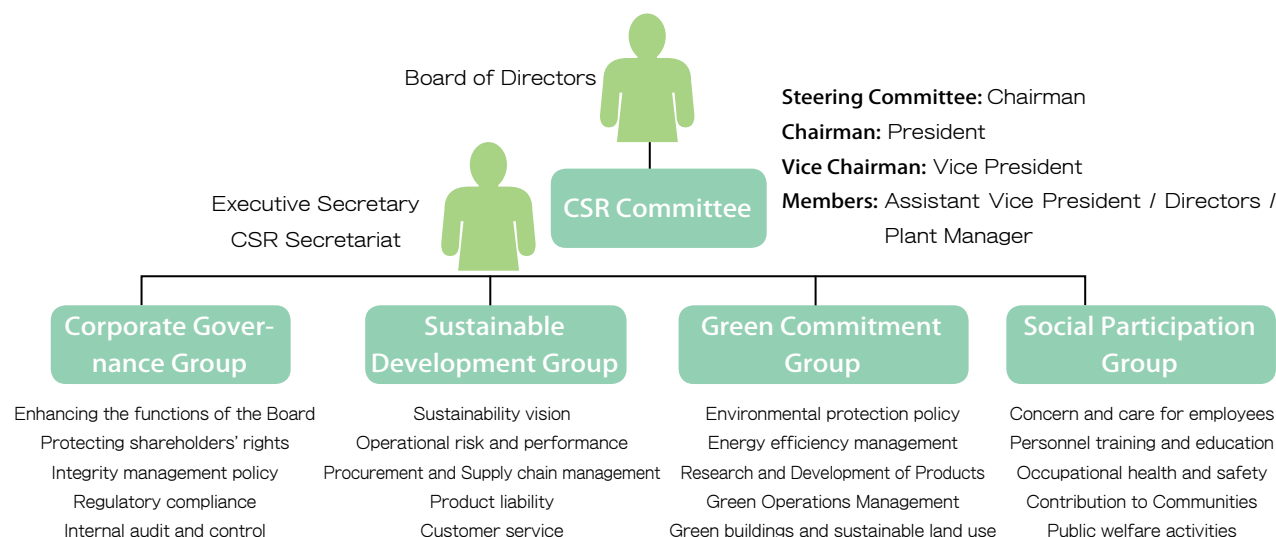 Board of Directors
Steering Committee: Chairman
Chairman: President
Vice Chairman: Vice President
Members: Assistant Vice President / Directors /
Plant Manager
CSR Committee
Executive Secretary
CSR Secretariat
Corporate Gover-
nance Group
Enhancing the functions of the Board
Protecting shareholders' rights
Integrity management policy
Regulatory compliance
Internal audit and control
Sustainable
Development Group
Sustainability vision
Operational risk and performance
Procurement and Supply chain management
Product liability
Customer service
Green Commitment
Group
Environmental protection policy
Energy efficiency management
Research and Development of Products
Green Operations Management
Green buildings and sustainable land use
Social Participation
Group
Concern and care for employees
Personnel training and education
Occupational health and safety
Contribution to Communities
Public welfare activities